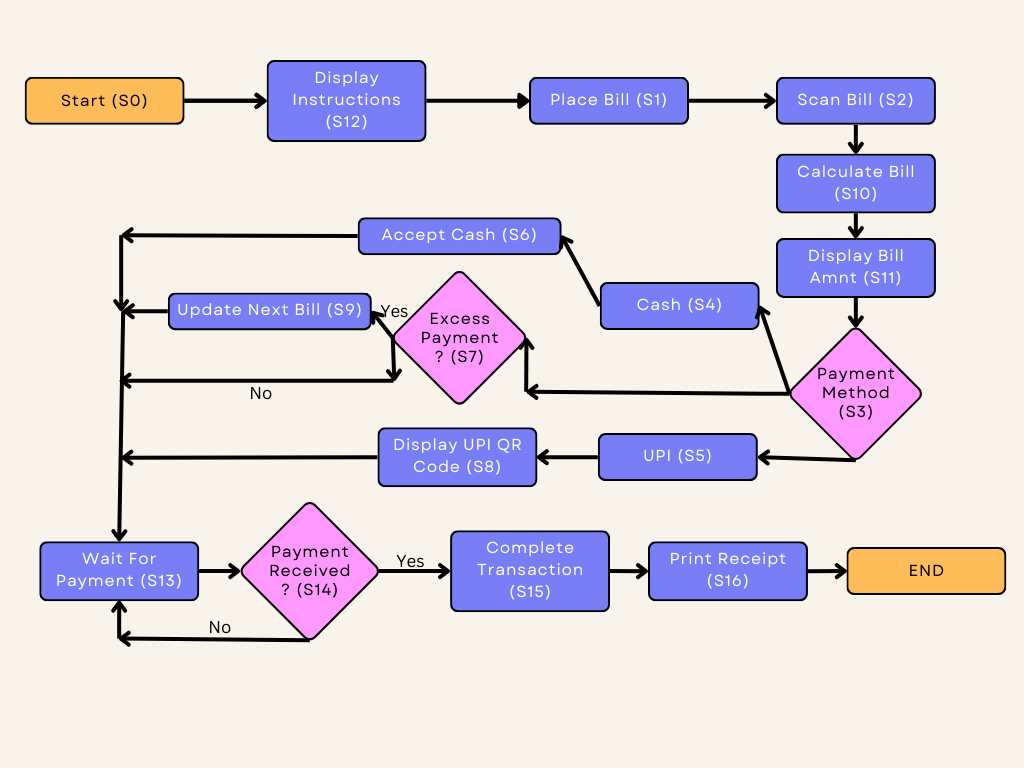 Start (S0)
Display
Instructions
(S12)
Place Bill (S1)
Scan Bill (S2)
Calculate Bill
(S10)
Display Bill
Amnt (S11)
Accept Cash (S6)
Cash (S4)
Update Next Bill (S9)
Yes
Excess
Payment
? (S7)
No
Payment
Method
(S3)
Display UPI QR
Code (S8)
UPI (S5)
Wait For
Payment (S13)
Payment
Received
? (S14)
Yes
No
Complete
Transaction
(S15)
Print Receipt
(S16)
END